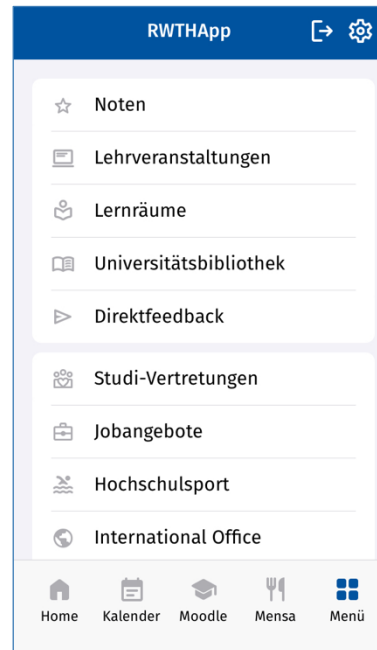 RWTHApp
Noten
Lehrveranstaltungen
Lernräume
Universitätsbibliothek
Direktfeedback
Studi-Vertretungen
Jobangebote
Hochschulsport
International Office
Home Kalender Moodle Mensa Menü